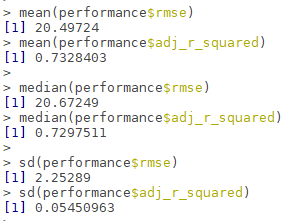 > mean(performance$rmse)
[1] 20.49724
> mean(performance$adj_r_squared)
[1] 0.7328403
>
> median(performance$rmse)
[1] 20.67249
> median(performance$adj_r_squared)
[1] 0.7297511
>
> sd(performance$rmse)
[1] 2.25289
> sd(performance$adj_r_squared)
[1] 0.05450963